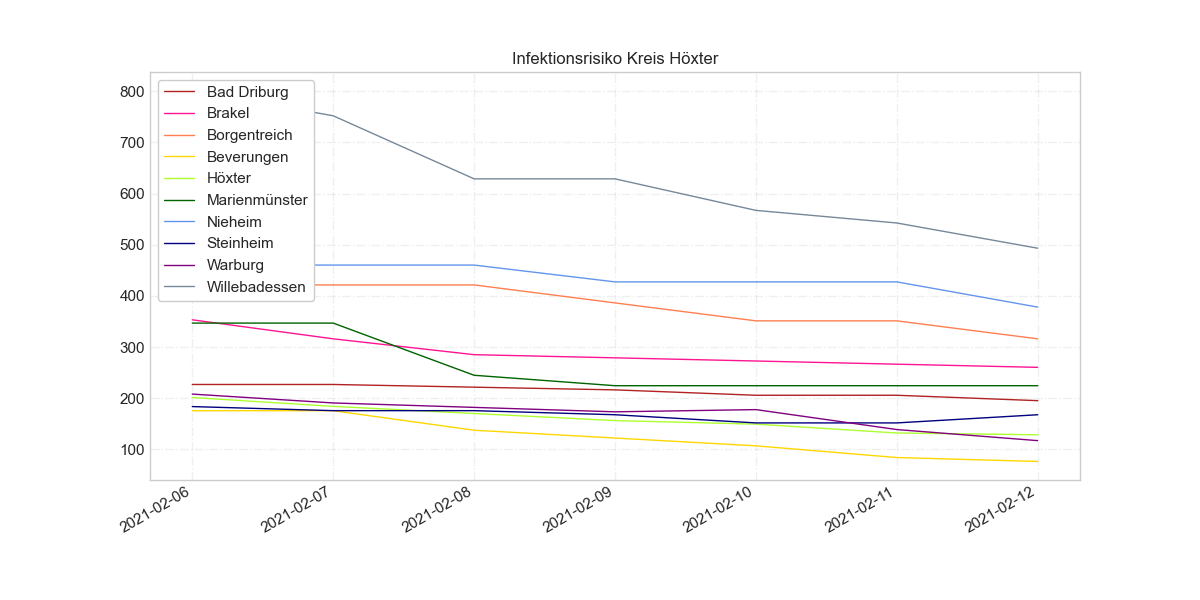 Infektionsrisiko Kreis Höxter
800
700
600
500
400
300
200
100
Bad Driburg
Brakel
Borgentreich
Beverungen
Höxter
Marienmünster
Nieheim
Steinheim
Warburg
Willebadessen
2021-02-06
2021-02-07
2021-02-08
2021-02-09
2021-02-10
2021-02-11
2021-02-12